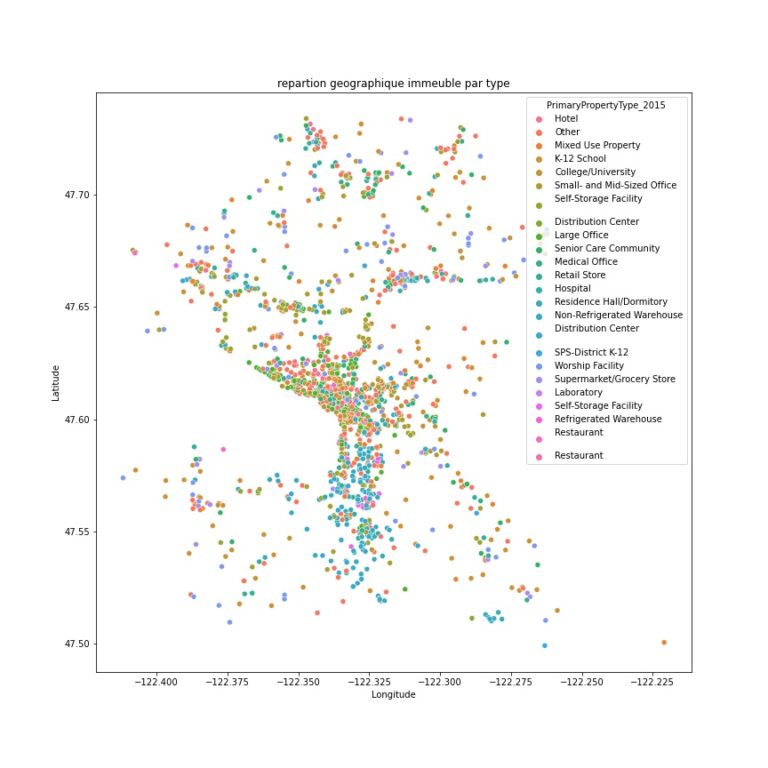 repartion geographique immeuble par type
PrimaryPropertyType_2015
Hotel
Other
Mixed Use Property
K-12 School
College/University
Small- and Mid-Sized Office
Self-Storage Facility
Distribution Center
Large Office
Senior Care Community
Medical Office
Retail Store
Hospital
Residence Hall/Dormitory
Non-Refrigerated Warehouse
Distribution Center
SPS-District K-12
Worship Facility
Supermarket/Grocery Store
Laboratory
Self-Storage Facility
Refrigerated Warehouse
Restaurant
Restaurant
47.70
47.65
47.60
47.55
47.50
Latitude
−122.400
−122.375
−122.350
−122.325
−122.300
−122.275
−122.250
−122.225
Longitude